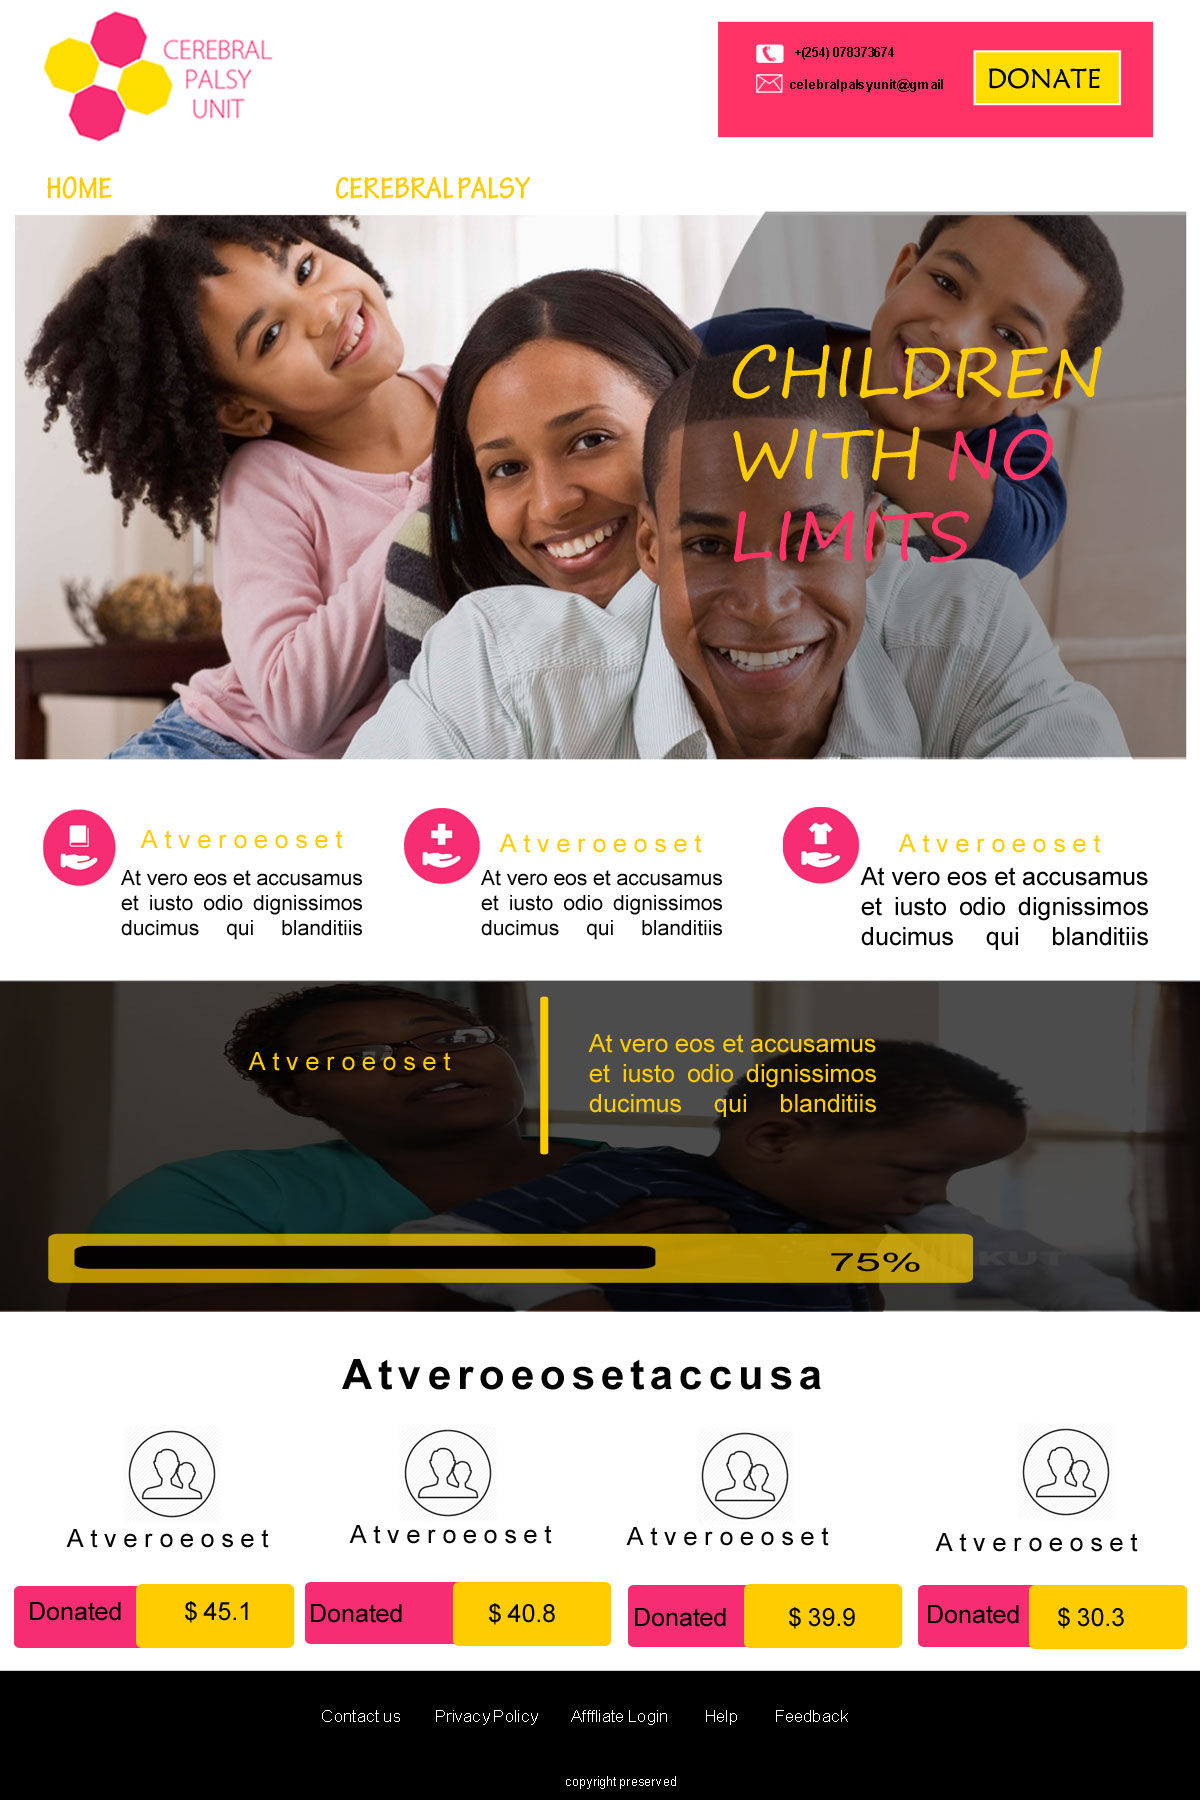 CEREBRAL
PALSY
UNIT
+(254) 078373674
celebralpalsyunit@gmail
DONATE
HOME
CEREBRAL PALSY
CHILDREN
WITH NO
LIMITS
Atveroeoset
At vero eos et accusamus
et iusto odio dignissimos
ducimus qui blanditiis
Atveroeoset
At vero eos et accusamus
et iusto odio dignissimos
ducimus qui blanditiis
Atveroeoset
At vero eos et accusamus
et iusto odio dignissimos
ducimus qui blanditiis
Atveroeoset
At vero eos et accusamus
et iusto odio dignissimos
ducimus qui blanditiis
75%
Atveroeosetaccusa
Atveroeoset
Atveroeoset
Atveroeoset
Atveroeoset
Donated $ 45.1
Donated $ 40.8
Donated $ 39.9
Donated $ 30.3
Contact us Privacy Policy Afffliate Login Help Feedback
copyright preserved